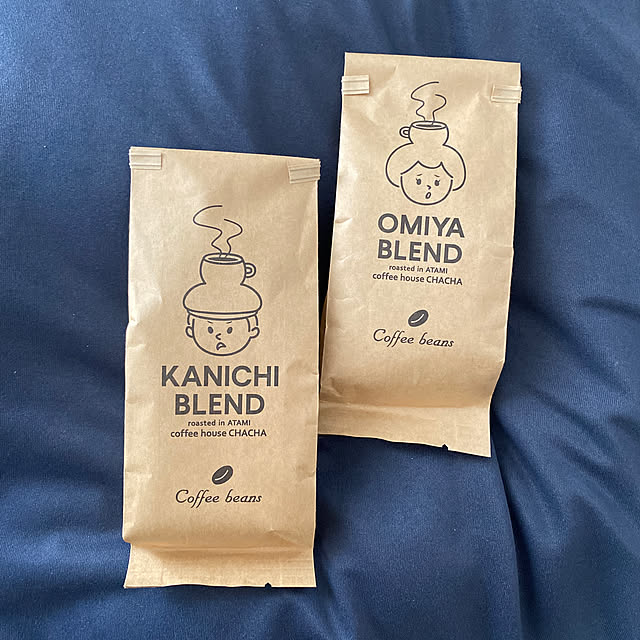 KANICHI
BLEND
roasted in ATAMI
coffee house CHACHA
Coffee beans
OMIYA
BLEND
roasted in ATAMI
coffee house CHACHA
Coffee beans